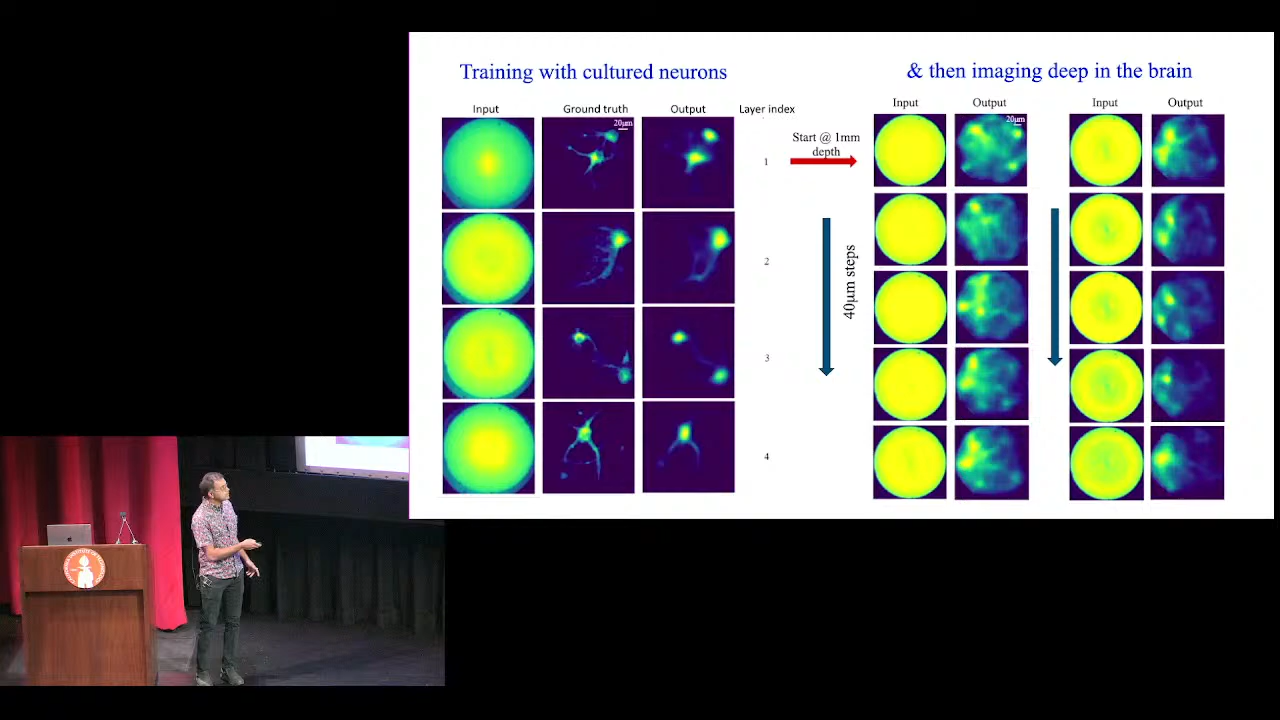 Training with cultured neurons
& then imaging deep in the brain
Input
Ground truth
Output
Layer index
20μm
1
2
3
4
Start @ 1mm
depth
40μm steps
Input
Output
20μm
Input
Output